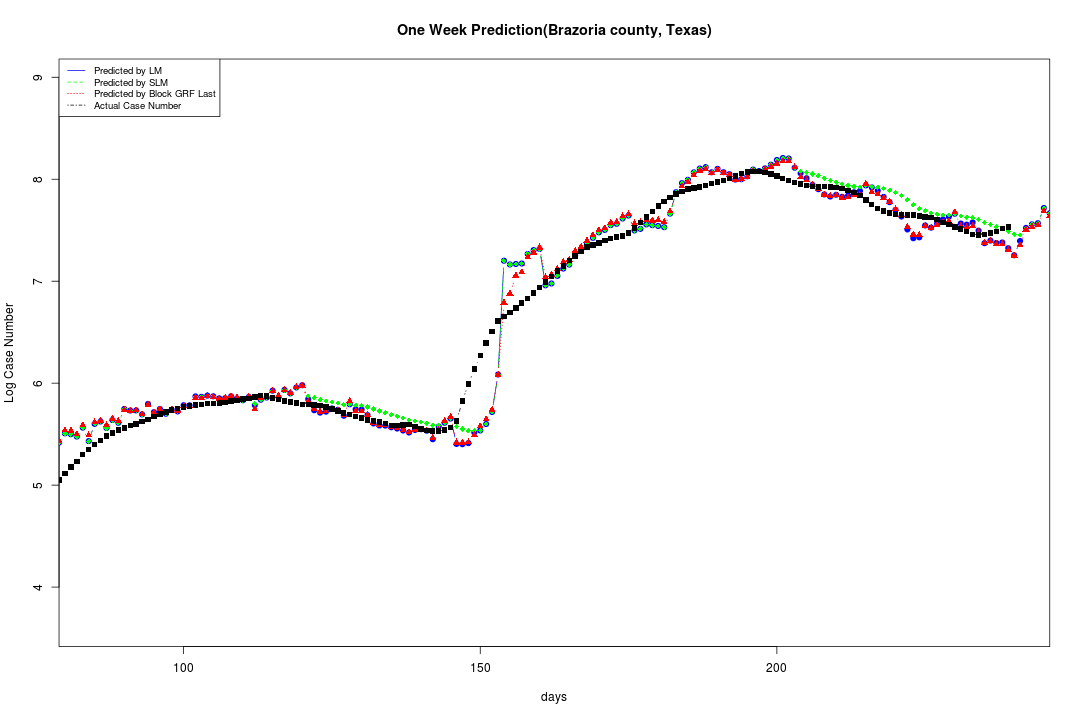 One Week Prediction(Brazoria county, Texas)
Predicted by LM
Predicted by SLM
Predicted by Block GRF Last
Actual Case Number
9
8
7
6
5
4
Log Case Number
100 150 200
days